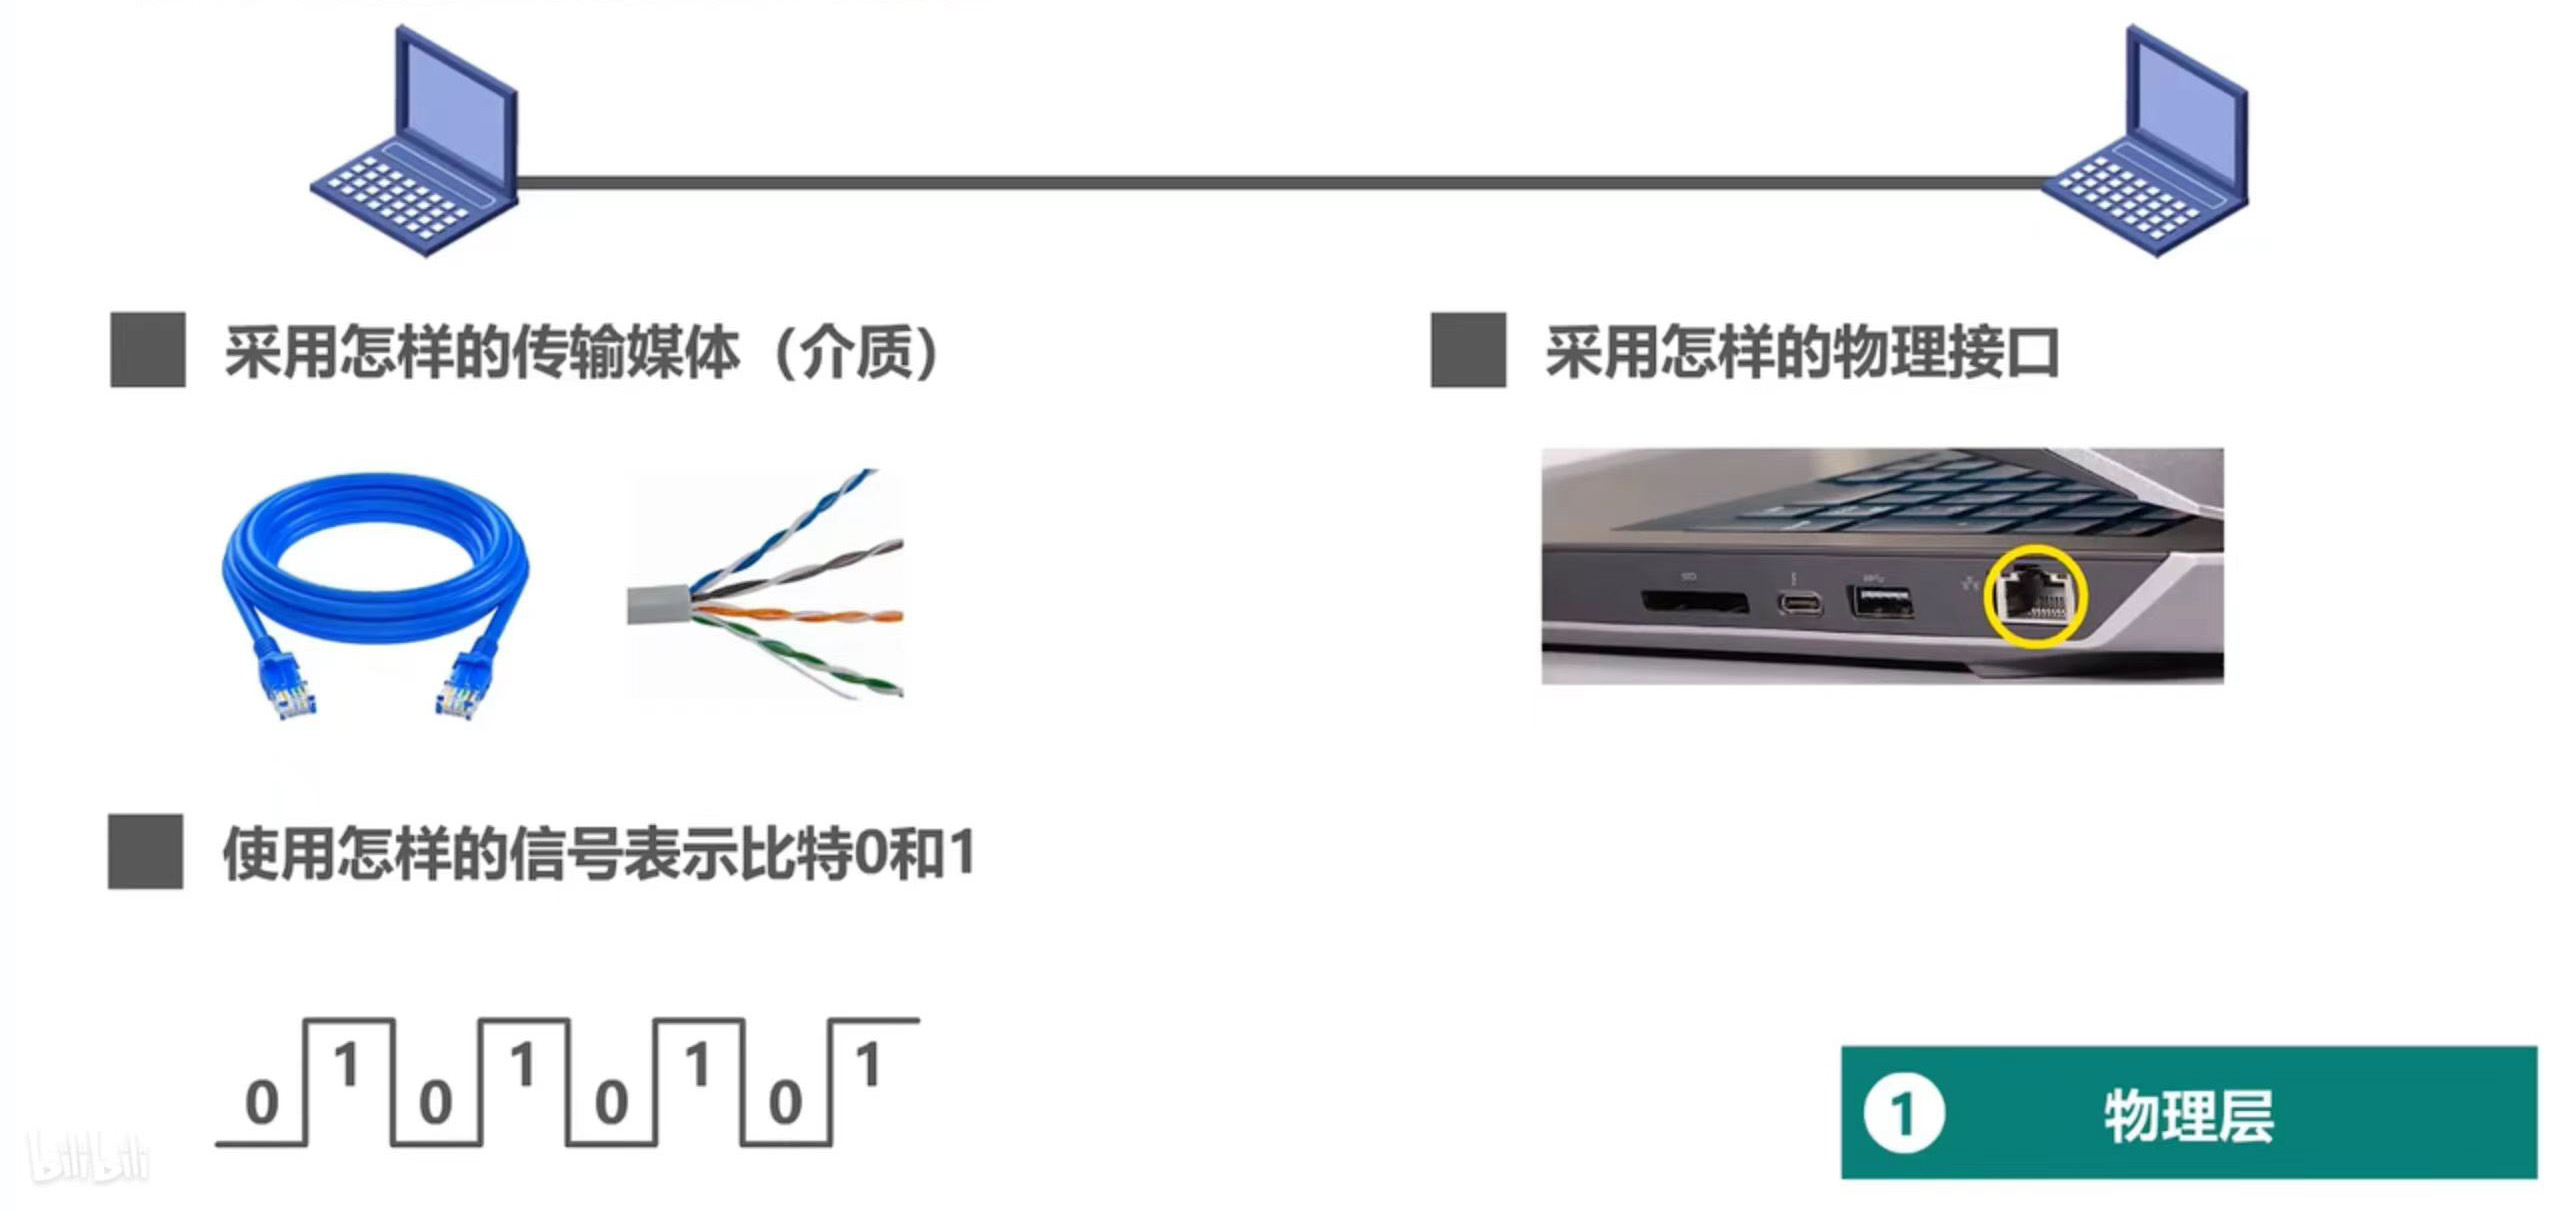 采用怎样的传输媒体（介质）
采用怎样的物理接口
使用怎样的信号表示比特0和1
0 1 0 1 0 1 0 1
1 物理层
bilibili